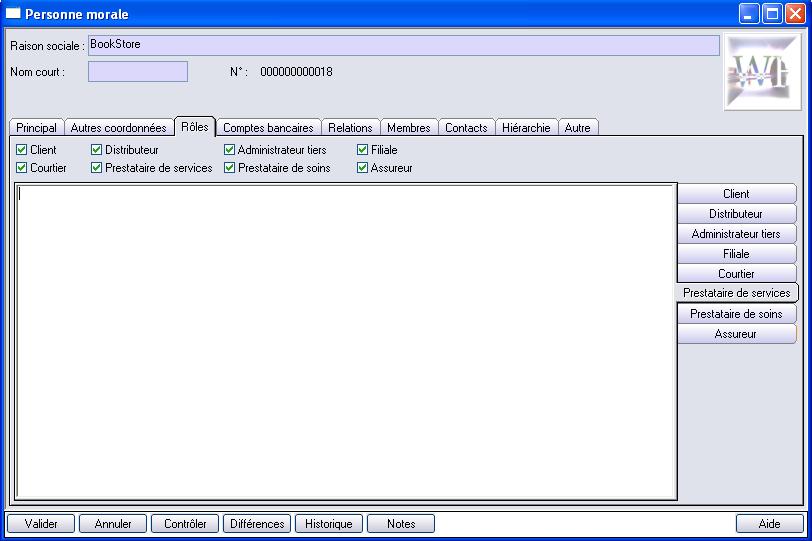 Personne morale
Raison sociale : BookStore
Nom court : N° : 000000000018
Principal Autres coordonnées Rôles Comptes bancaires Relations Membres Contacts Hiérarchie Autre
Client Distributeur Administrateur tiers Filiale
Courtier Prestataire de services Prestataire de soins Assureur
Client
Distributeur
Administrateur tiers
Filiale
Courtier
Prestataire de services
Prestataire de soins
Assureur
Valider Annuler Contrôler Différences Historique Notes Aide